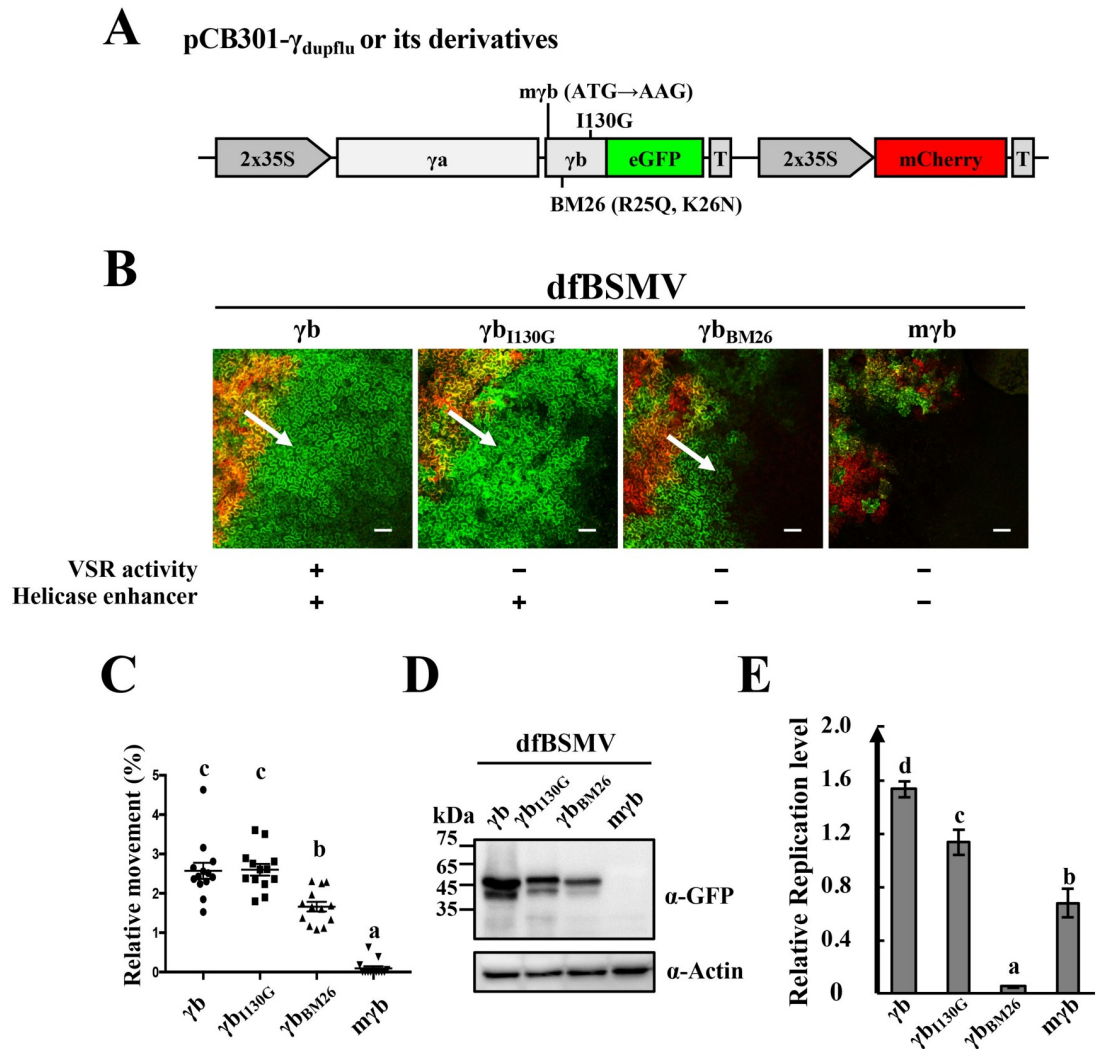 A
pCB301-γdupflu or its derivatives
mγb (ATG→AAG)
I130G
2x35S γa γb eGFP T 2x35S mCherry T
BM26 (R25Q, K26N)
B
dfBSMV
γb γbI130G γbBM26 mγb
VSR activity + − − −
Helicase enhancer + + − −
C
Relative movement (%)
5
4
3
2
1
0
c c b a
γb γbI130G γbBM26 mγb
D
dfBSMV
kDa γb γbI130G γbBM26 mγb
75
65
45
35
α-GFP
α-Actin
E
Relative Replication level
2.0
1.6
1.2
0.8
0.4
0
d c a b
γb γbI130G γbBM26 mγb